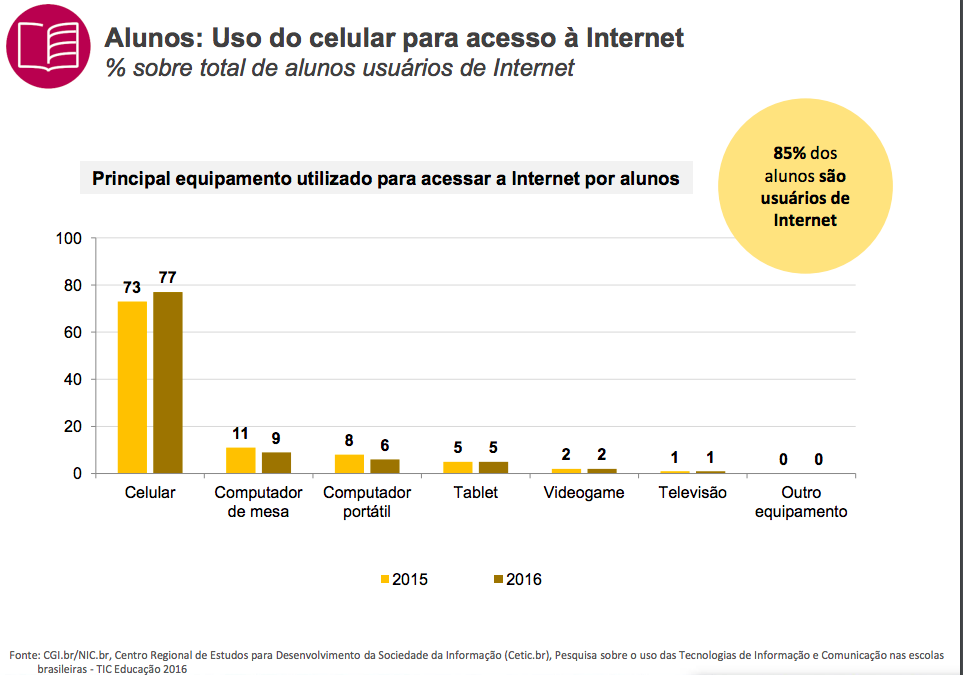 Alunos: Uso do celular para acesso à Internet
% sobre total de alunos usuários de Internet
85% dos
alunos são
usuários de
Internet
Principal equipamento utilizado para acessar a Internet por alunos
100
80
60
40
20
0
73 77
11 9
8 6
5 5
2 2
1 1
0 0
Celular
Computador
de mesa
Computador
portátil
Tablet
Videogame
Televisão
Outro
equipamento
2015 2016
Fonte: CGI.br/NIC.br, Centro Regional de Estudos para Desenvolvimento da Sociedade da Informação (Cetic.br), Pesquisa sobre o uso das Tecnologias de Informação e Comunicação nas escolas
brasileiras - TIC Educação 2016